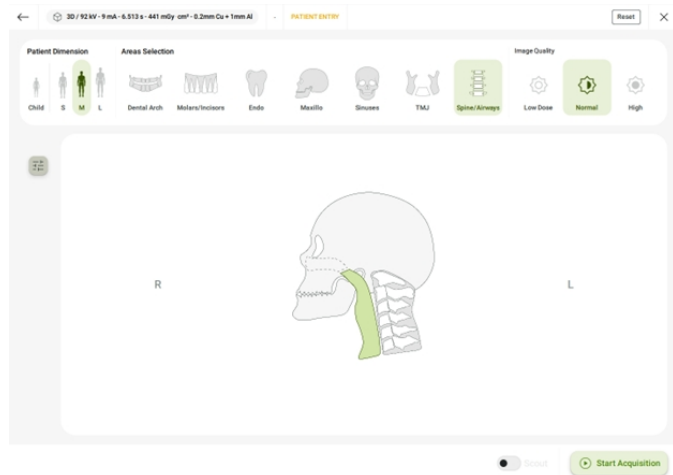 3D / 92 kV - 9 mA - 6.513 s - 441 mGy cm² - 0.2mm Cu + 1mm Al - PATIENT ENTRY Reset
Patient Dimension Areas Selection Image Quality
Child S M L Dental Arch Molars/Incisors Endo Maxillo Sinuses TMJ Spine/Airways Low Dose Normal High
R L
Scout Start Acquisition